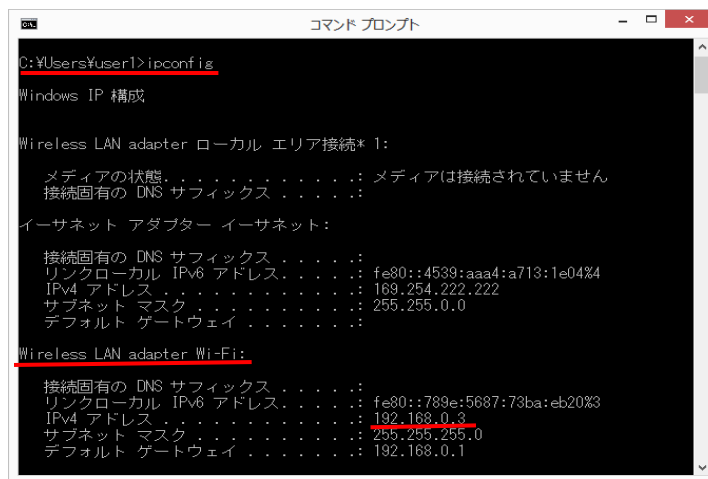 コマンド プロンプト
C:¥Users¥user1>ipconfig
Windows IP 構成
Wireless LAN adapter ローカル エリア接続* 1:
メディアの状態. . . . . . . . . . . .: メディアは接続されていません
接続固有の DNS サフィックス . . . . .:
イーサネット アダプター イーサネット:
接続固有の DNS サフィックス . . . . .:
リンクローカル IPv6 アドレス. . . . .: fe80::4539:aaa4:a713:1e04%4
IPv4 アドレス . . . . . . . . . . . .: 169.254.222.222
サブネット マスク . . . . . . . . . .: 255.255.0.0
デフォルト ゲートウェイ . . . . . . .:
Wireless LAN adapter Wi-Fi:
接続固有の DNS サフィックス . . . . .:
リンクローカル IPv6 アドレス. . . . .: fe80::789e:5687:73ba:eb20%3
IPv4 アドレス . . . . . . . . . . . .: 192.168.0.3
サブネット マスク . . . . . . . . . .: 255.255.255.0
デフォルト ゲートウェイ . . . . . . .: 192.168.0.1